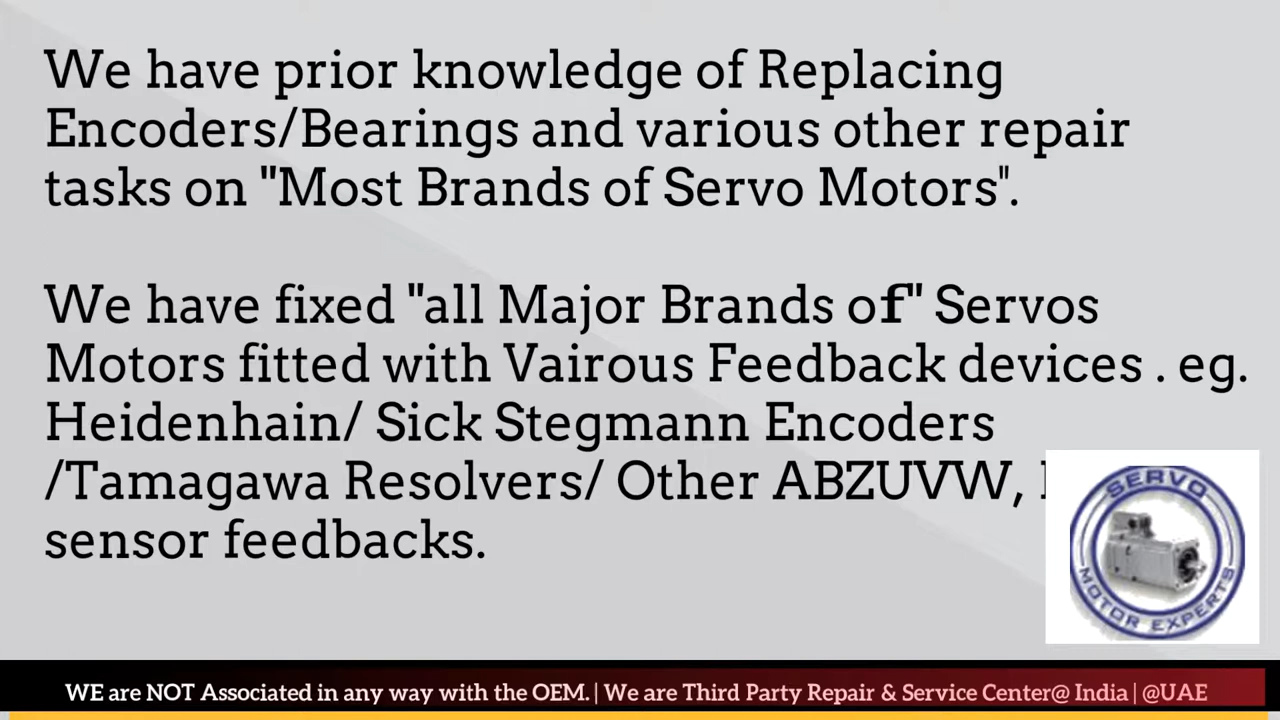 We have prior knowledge of Replacing
Encoders/Bearings and various other repair
tasks on "Most Brands of Servo Motors".
We have fixed "all Major Brands of" Servos
Motors fitted with Vairous Feedback devices . eg.
Heidenhain/ Sick Stegmann Encoders
/Tamagawa Resolvers/ Other ABZUVW,
sensor feedbacks.
SERVO
MOTOR EXPERTS
WE are NOT Associated in any way with the OEM. | We are Third Party Repair & Service Center@ India | @UAE